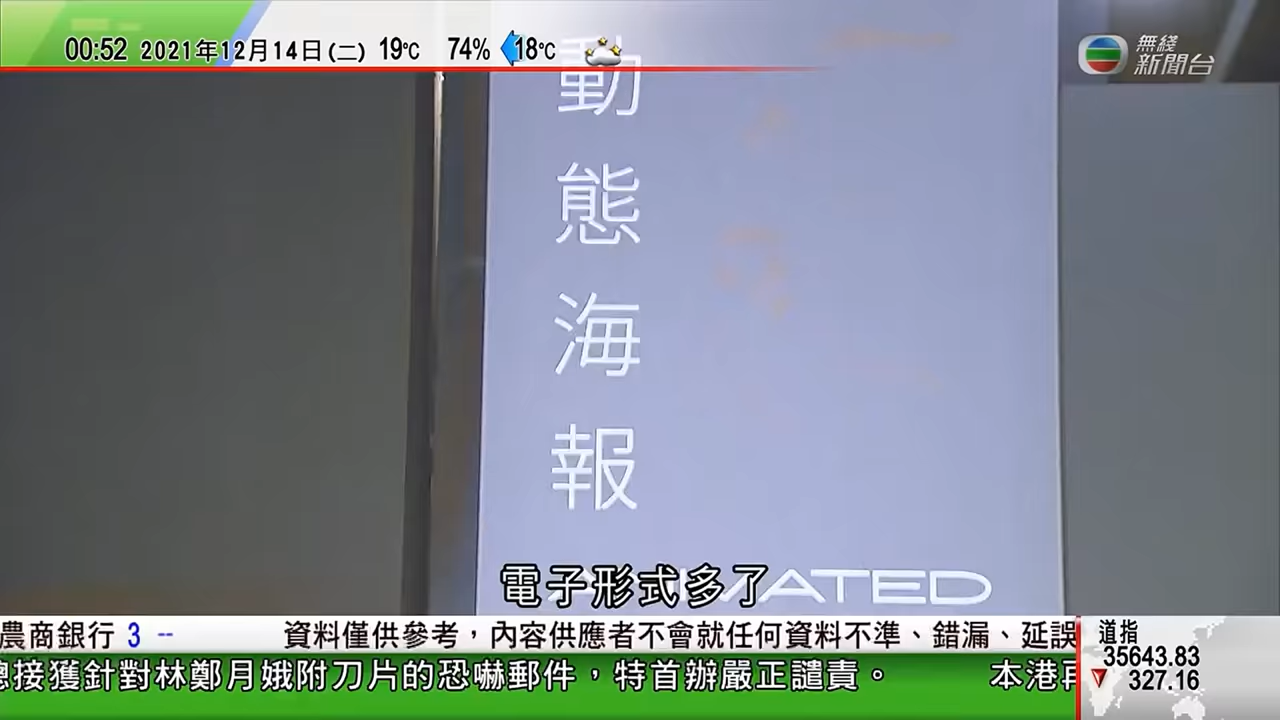 00:52 2021年12月14日(二) 19℃ 74% 18℃
無綫
新聞台
動態海報
ANIMATED
電子形式多了
農商銀行 3 -- 資料僅供參考，內容供應者不會就任何資料不準、錯漏、延誤
接獲針對林鄭月娥附刀片的恐嚇郵件，特首辦嚴正譴責。 本港
道指
35643.83
327.16